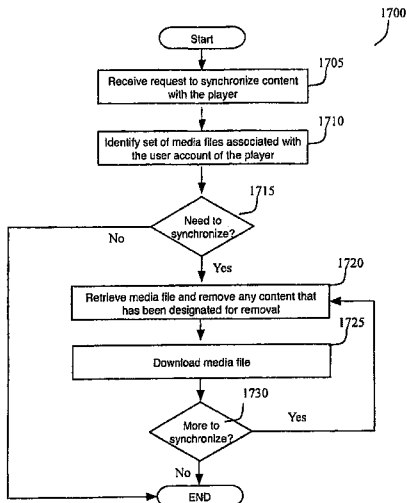 1700
Start
1705
Receive request to synchronize content
with the player
1710
Identify set of media files associated with
the user account of the player
1715
Need to
synchronize?
No
Yes
1720
Retrieve media file and remove any content that
has been designated for removal
1725
Download media file
1730
More to
synchronize?
Yes
No
END